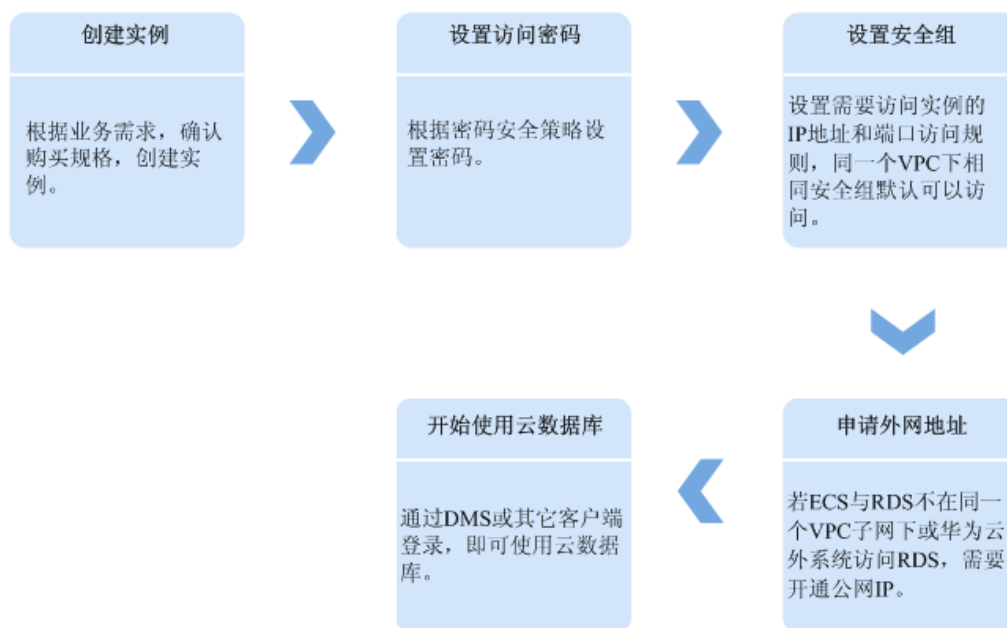 创建实例
根据业务需求，确认
购买规格，创建实
例。
设置访问密码
根据密码安全策略设
置密码。
设置安全组
设置需要访问实例的
IP地址和端口访问规
则，同一个VPC下相
同安全组默认可以访
问。
申请外网地址
若ECS与RDS不在同一
个VPC子网下或华为云
外系统访问RDS，需要
开通公网IP。
开始使用云数据库
通过DMS或其它客户端
登录，即可使用云数据
库。